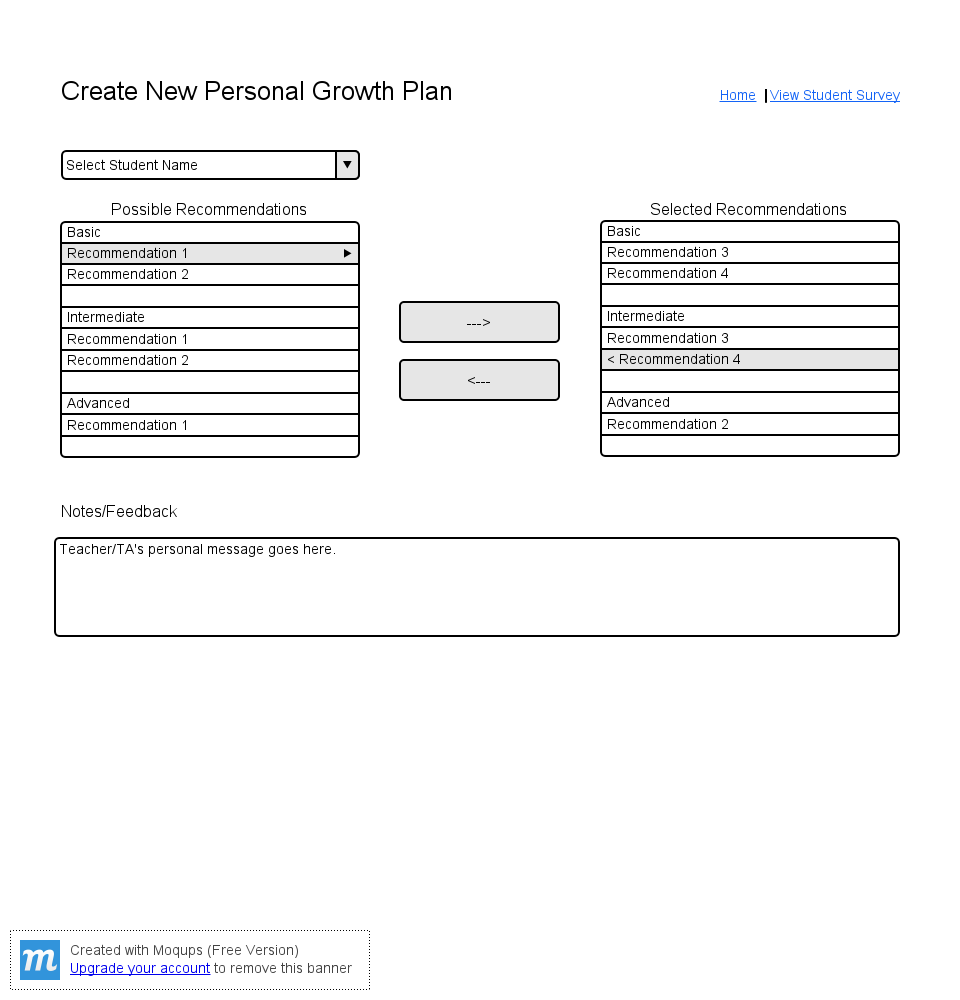 Create New Personal Growth Plan
Home | View Student Survey
Select Student Name ▼
Possible Recommendations
Basic
Recommendation 1 ▶
Recommendation 2
Intermediate
Recommendation 1
Recommendation 2
Advanced
Recommendation 1
--->
<---
Selected Recommendations
Basic
Recommendation 3
Recommendation 4
Intermediate
Recommendation 3
< Recommendation 4
Advanced
Recommendation 2
Notes/Feedback
Teacher/TA's personal message goes here.
m
Created with Moqups (Free Version)
Upgrade your account to remove this banner